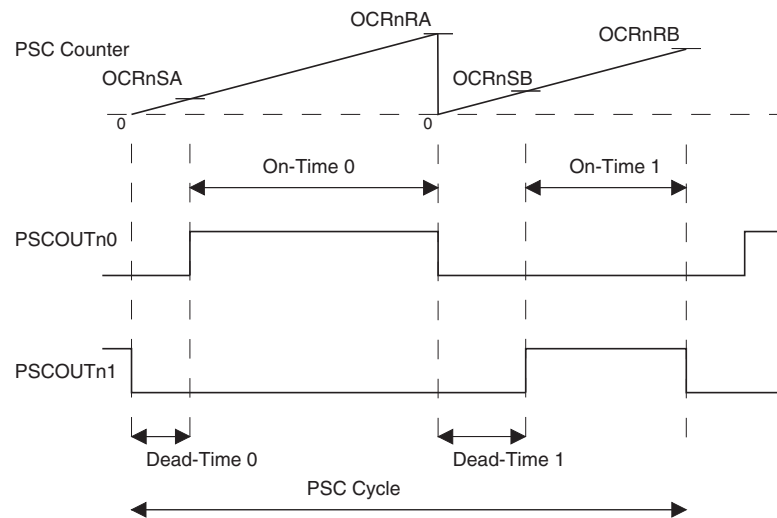 OCRnRA
OCRnRB
PSC Counter
OCRnSA
OCRnSB
0
0
On-Time 0
On-Time 1
PSCOUTn0
PSCOUTn1
Dead-Time 0
Dead-Time 1
PSC Cycle